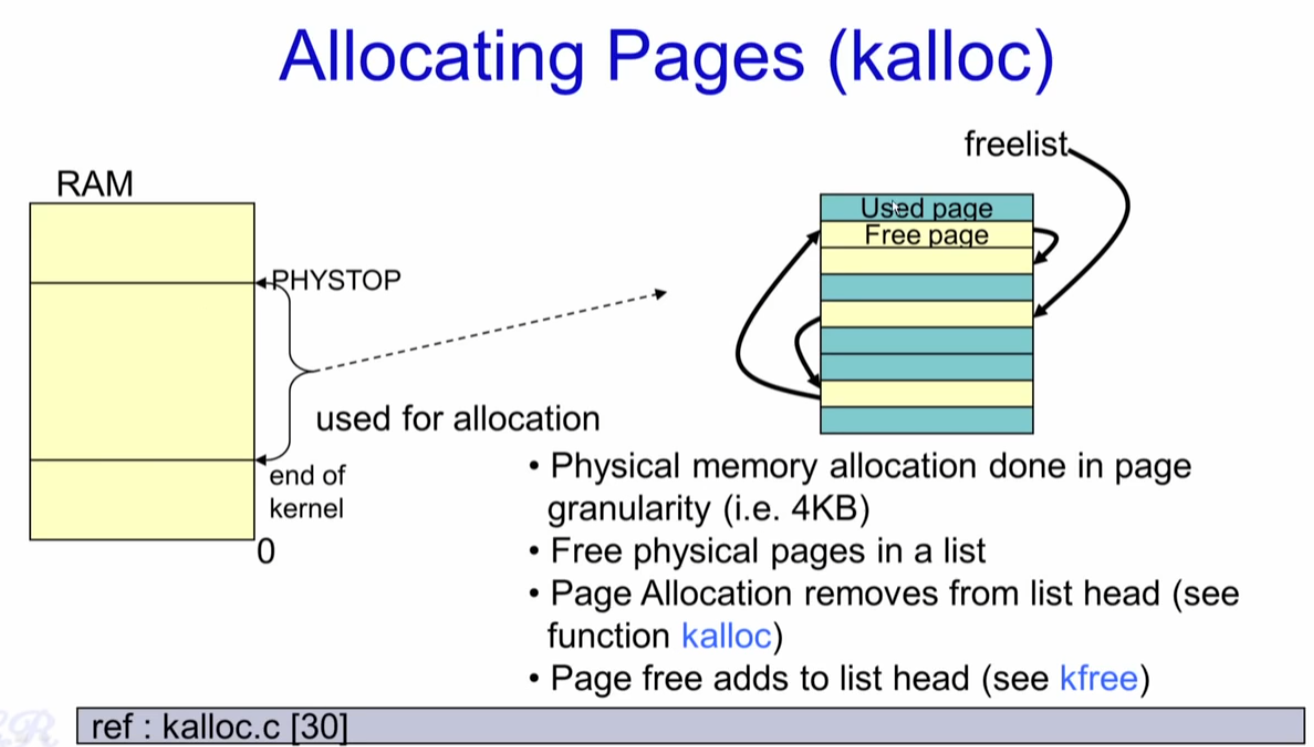 Allocating Pages (kalloc)
freelist
RAM
Used page
Free page
PHYSTOP
used for allocation
end of
kernel
0
• Physical memory allocation done in page
granularity (i.e. 4KB)
• Free physical pages in a list
• Page Allocation removes from list head (see
function kalloc)
• Page free adds to list head (see kfree)
ref : kalloc.c [30]